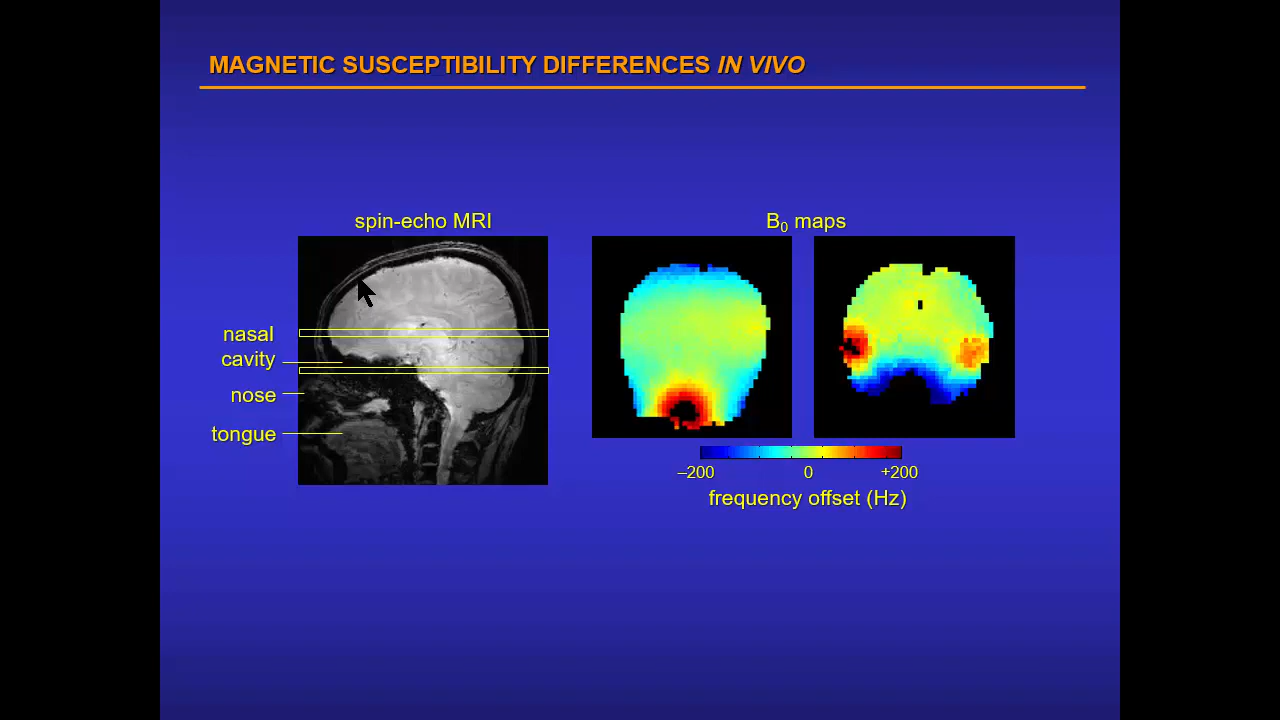 MAGNETIC SUSCEPTIBILITY DIFFERENCES IN VIVO
spin-echo MRI
B₀ maps
nasal
cavity
nose
tongue
–200
0
+200
frequency offset (Hz)